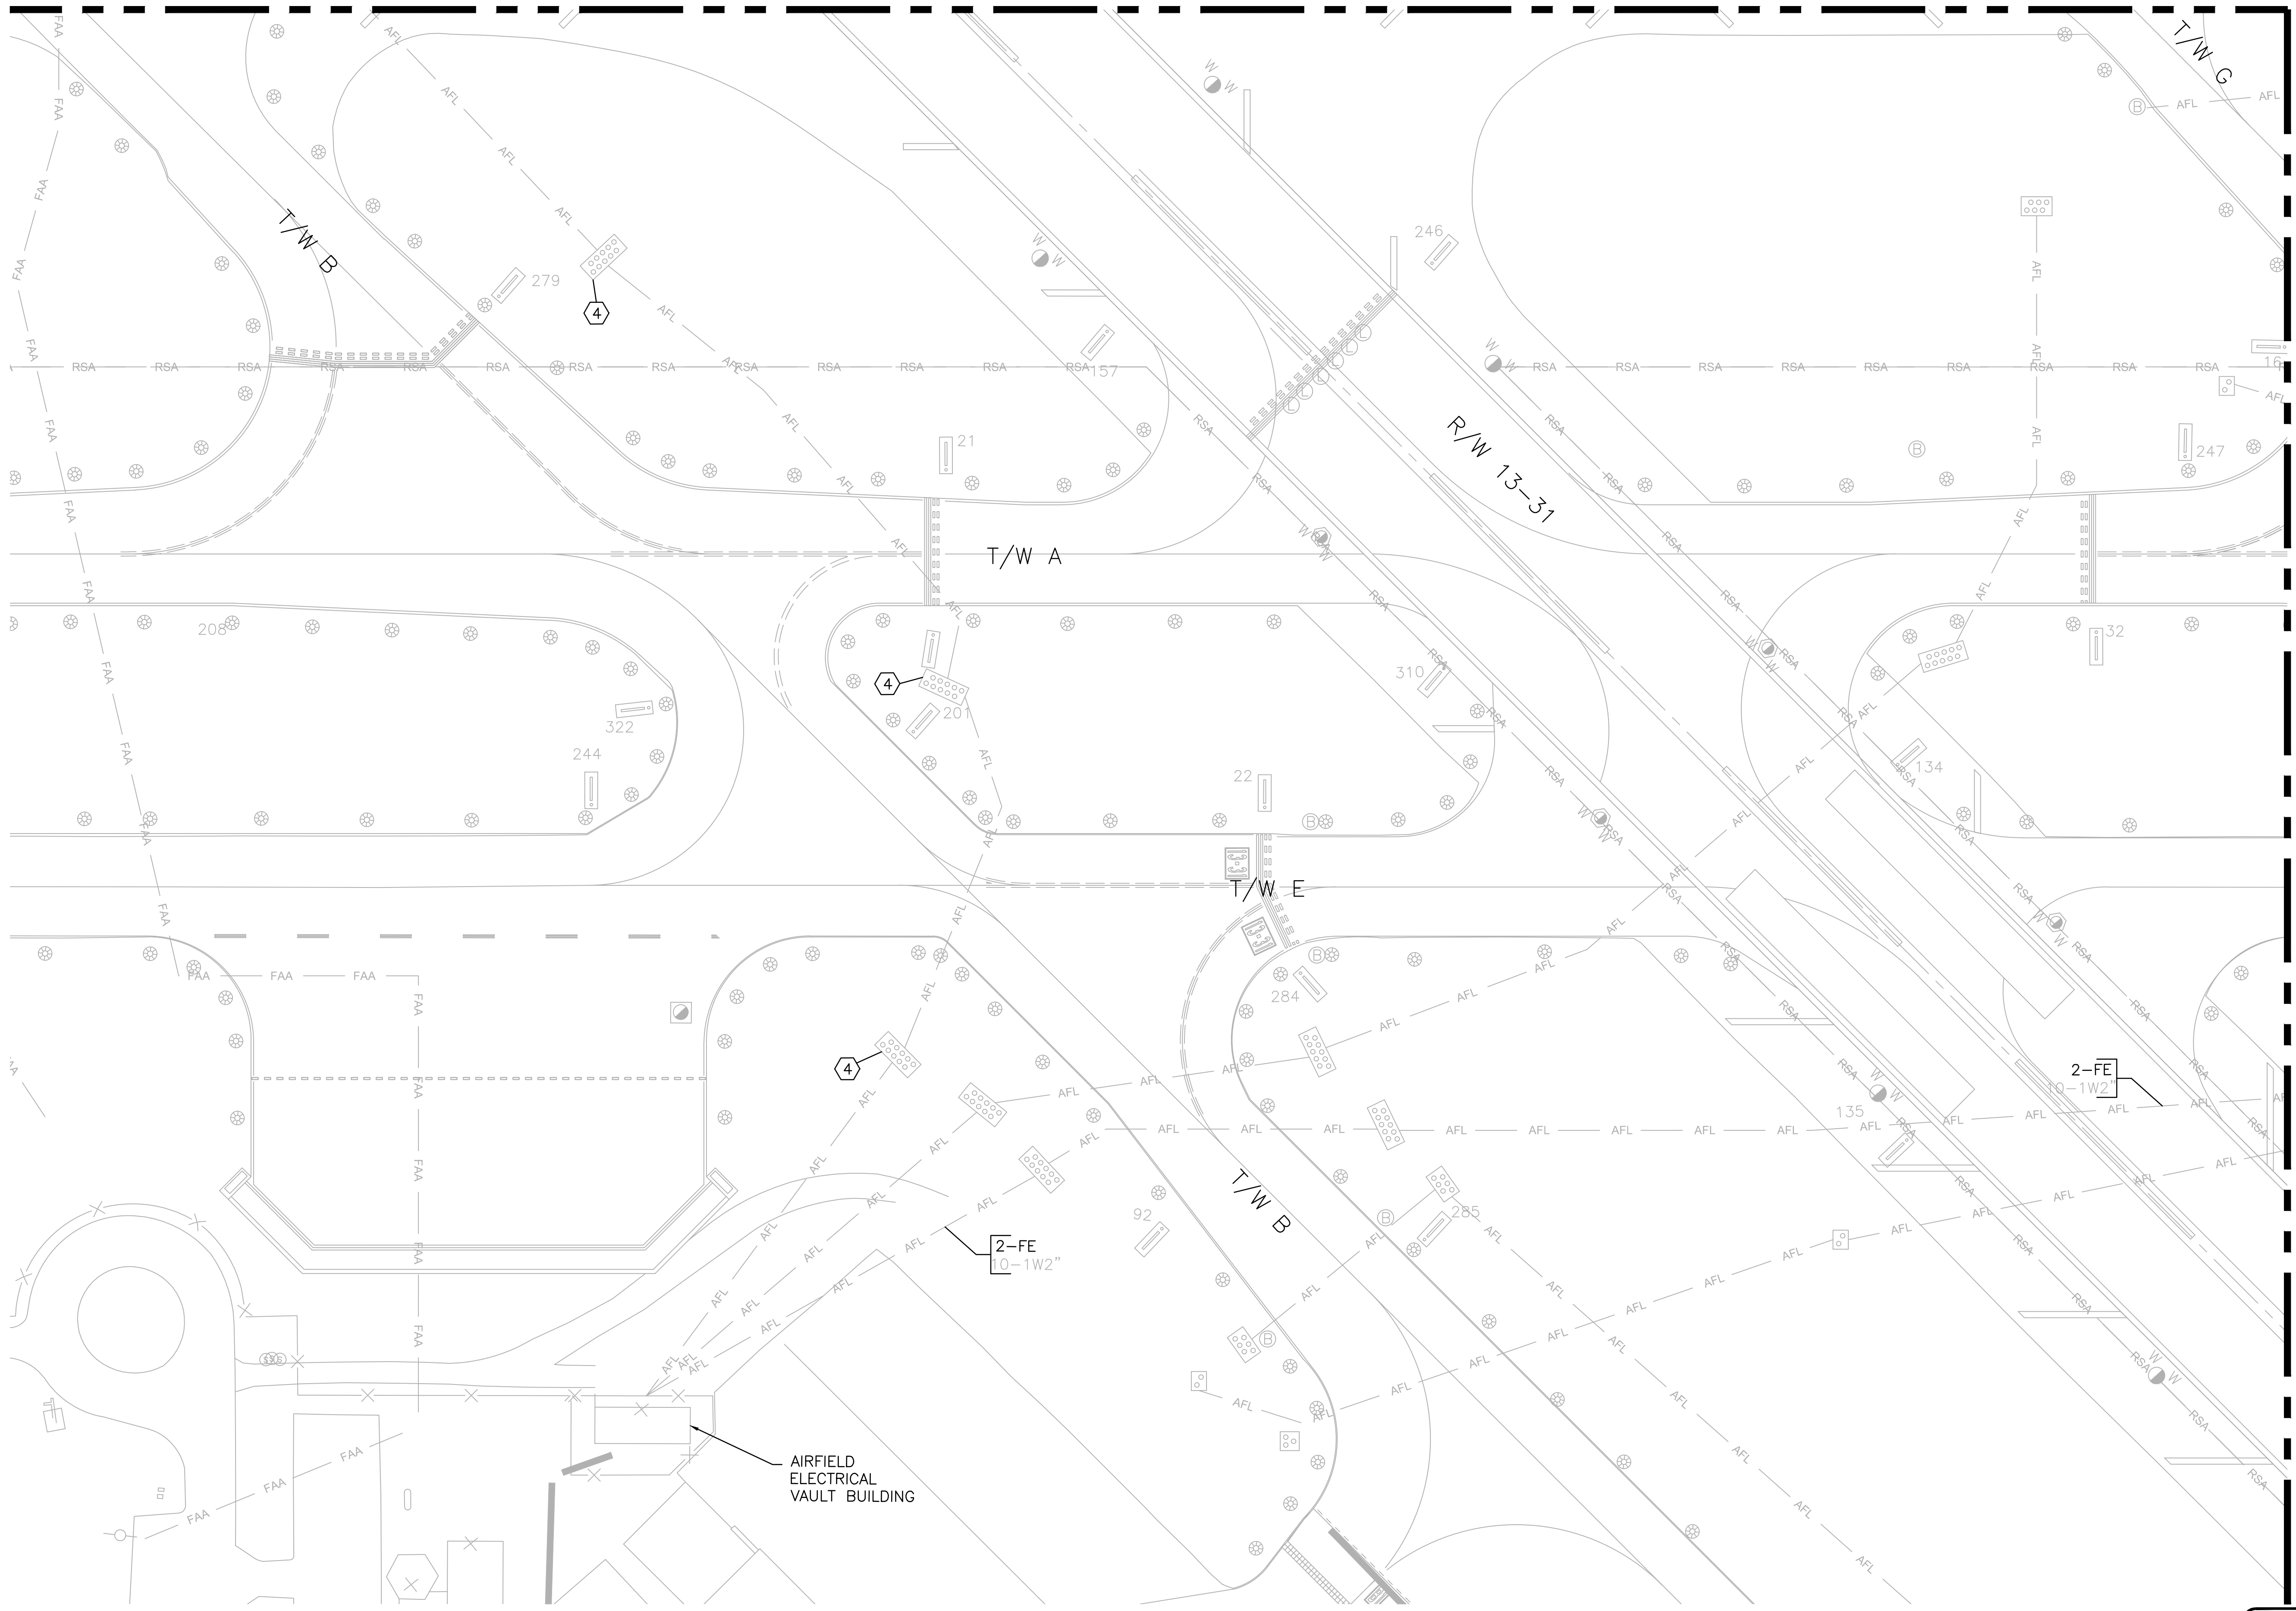 T/W G
T/W B
246
279
4
157
16
21
R/W 13-31
247
T/W A
208
32
310
4
201
322
244
22
134
T/W E
284
4
2-FE
10-1W2"
135
T/W B
92
285
2-FE
10-1W2"
AIRFIELD
ELECTRICAL
VAULT BUILDING
FAA
AFL
RSA
W
B
L
S